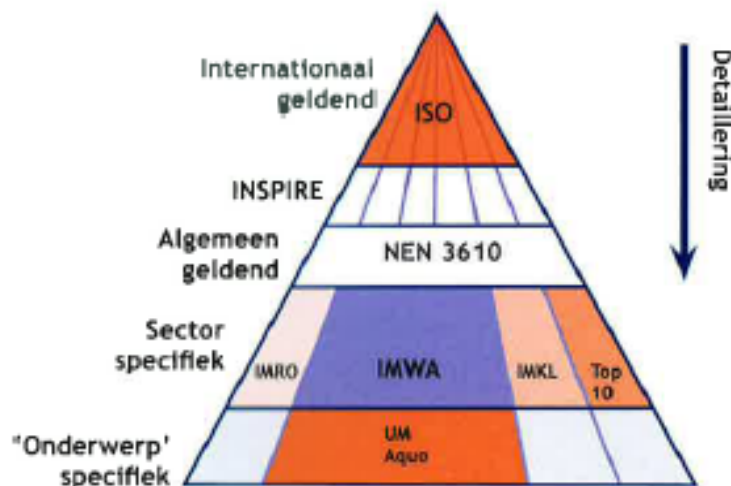 Internationaal
geldend
ISO
Detaillering
INSPIRE
Algemeen
geldend
NEN 3610
Sector
specifiek
IMRO
IMWA
IMKL
Top
10
"Onderwerp'
specifiek
UM
Aquo